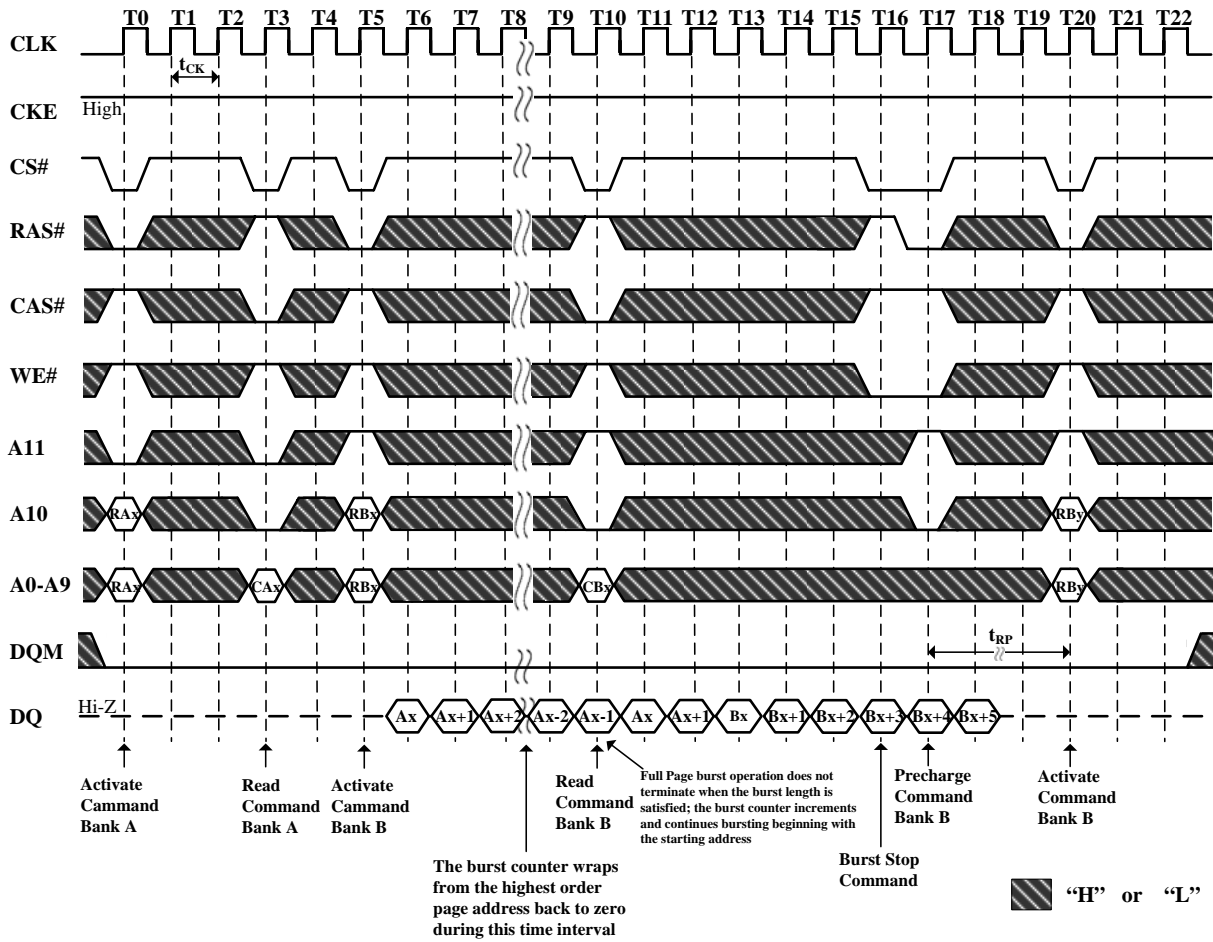 T0 T1 T2 T3 T4 T5 T6 T7 T8 T9 T10 T11 T12 T13 T14 T15 T16 T17 T18 T19 T20 T21 T22
CLK
tCK
CKE High
CS#
RAS#
CAS#
WE#
A11
A10 RAx RBx RBy
A0-A9 RAx CAx RBx CBx RBy
DQM
tRP
DQ Hi-Z Ax Ax+1 Ax+2 Ax-2 Ax-1 Ax Ax+1 Bx Bx+1 Bx+2 Bx+3 Bx+4 Bx+5
Activate
Cammand
Bank A
Read
Command
Bank A
Activate
Cammand
Bank B
The burst counter wraps
from the highest order
page address back to zero
during this time interval
Read
Command
Bank B
Full Page burst operation does not
terminate when the burst length is
satisfied; the burst counter increments
and continues bursting beginning with
the starting address
Burst Stop
Command
Precharge
Command
Bank B
Activate
Command
Bank B
“H” or “L”